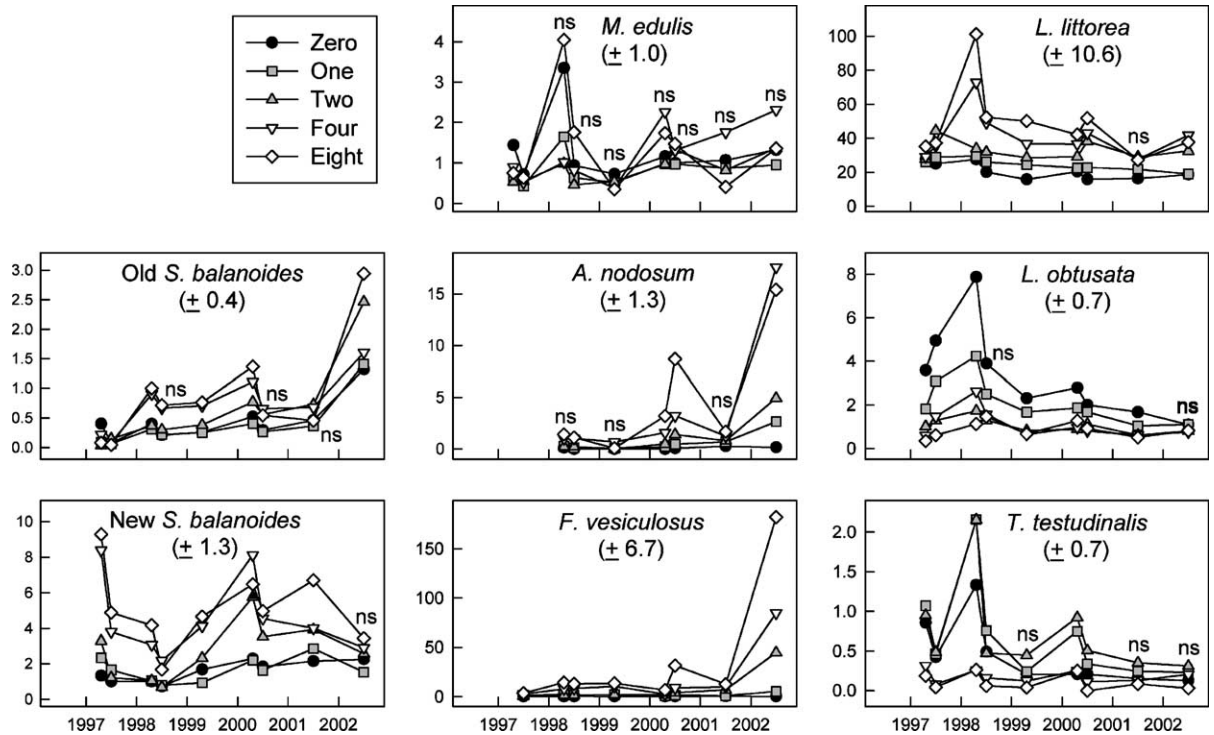 Zero
One
Two
Four
Eight
M. edulis
(± 1.0)
4
3
2
1
0
ns
ns
ns
ns
ns
ns
ns
L. littorea
(± 10.6)
100
80
60
40
20
0
ns
Old S. balanoides
(± 0.4)
3.0
2.5
2.0
1.5
1.0
0.5
0.0
ns
ns
ns
A. nodosum
(± 1.3)
15
10
5
0
ns
ns
ns
L. obtusata
(± 0.7)
8
6
4
2
0
ns
ns
New S. balanoides
(± 1.3)
10
8
6
4
2
0
ns
1997 1998 1999 2000 2001 2002
F. vesiculosus
(± 6.7)
150
100
50
0
1997 1998 1999 2000 2001 2002
T. testudinalis
(± 0.7)
2.0
1.5
1.0
0.5
0.0
ns
ns
ns
1997 1998 1999 2000 2001 2002